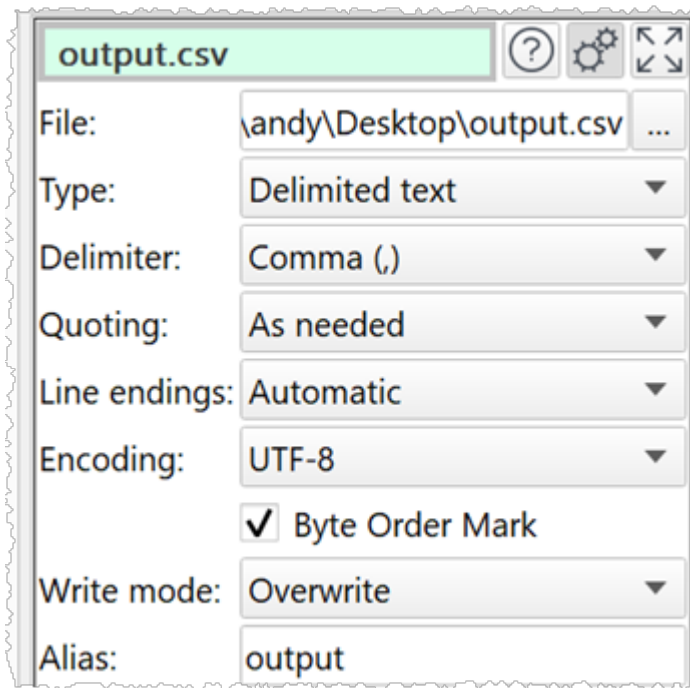 output.csv
File: \andy\Desktop\output.csv ...
Type: Delimited text
Delimiter: Comma (,)
Quoting: As needed
Line endings: Automatic
Encoding: UTF-8
Byte Order Mark
Write mode: Overwrite
Alias: output